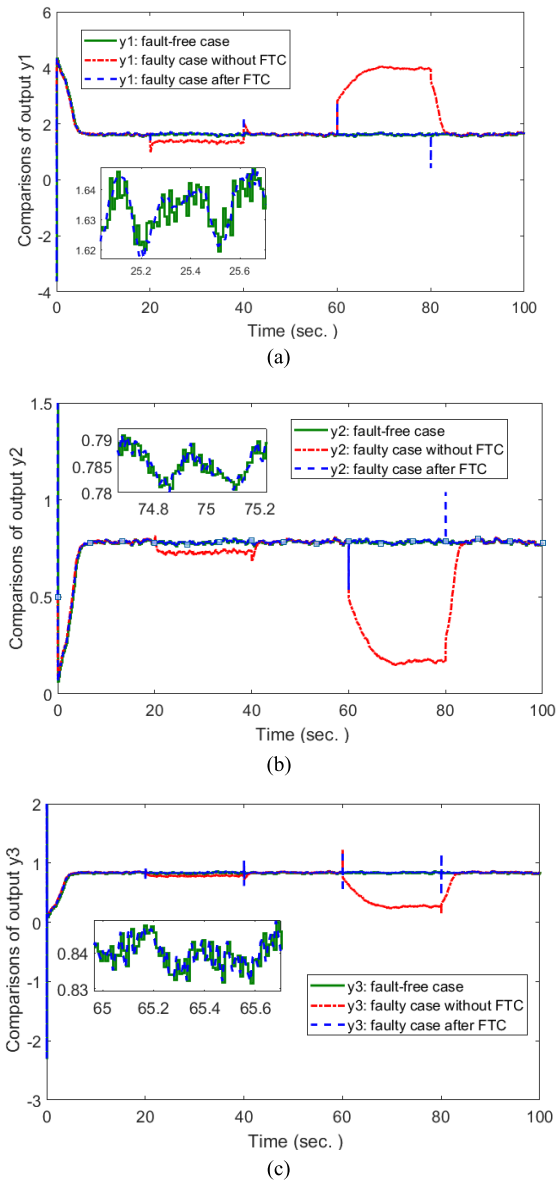 6
4
2
0
-2
-4
Comparisons of output y1
y1: fault-free case
y1: faulty case without FTC
y1: faulty case after FTC
1.64
1.63
1.62
25.2
25.4
25.6
0
20
40
60
80
100
Time (sec. )
(a)
1.5
1
0.5
0
Comparisons of output y2
0.79
0.785
0.78
74.8
75
75.2
y2: fault-free case
y2: faulty case without FTC
y2: faulty case after FTC
0
20
40
60
80
100
Time (sec. )
(b)
2
1
0
-1
-2
-3
Comparisons of output y3
0.84
0.83
65
65.2
65.4
65.6
y3: fault-free case
y3: faulty case without FTC
y3: faulty case after FTC
0
20
40
60
80
100
Time (sec. )
(c)